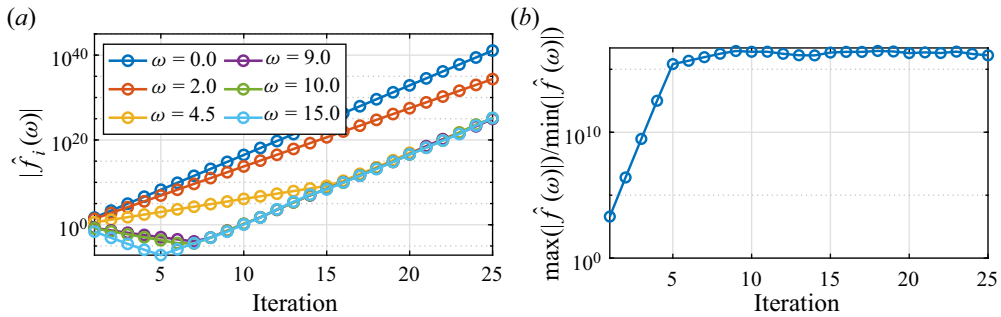 (a)
10^40
10^20
10^0
|f̂_i (ω)|
ω = 0.0
ω = 2.0
ω = 4.5
ω = 9.0
ω = 10.0
ω = 15.0
5 10 15 20 25
Iteration
(b)
10^10
10^0
max(|f̂ (ω)|)/min(|f̂ (ω)|)
5 10 15 20 25
Iteration